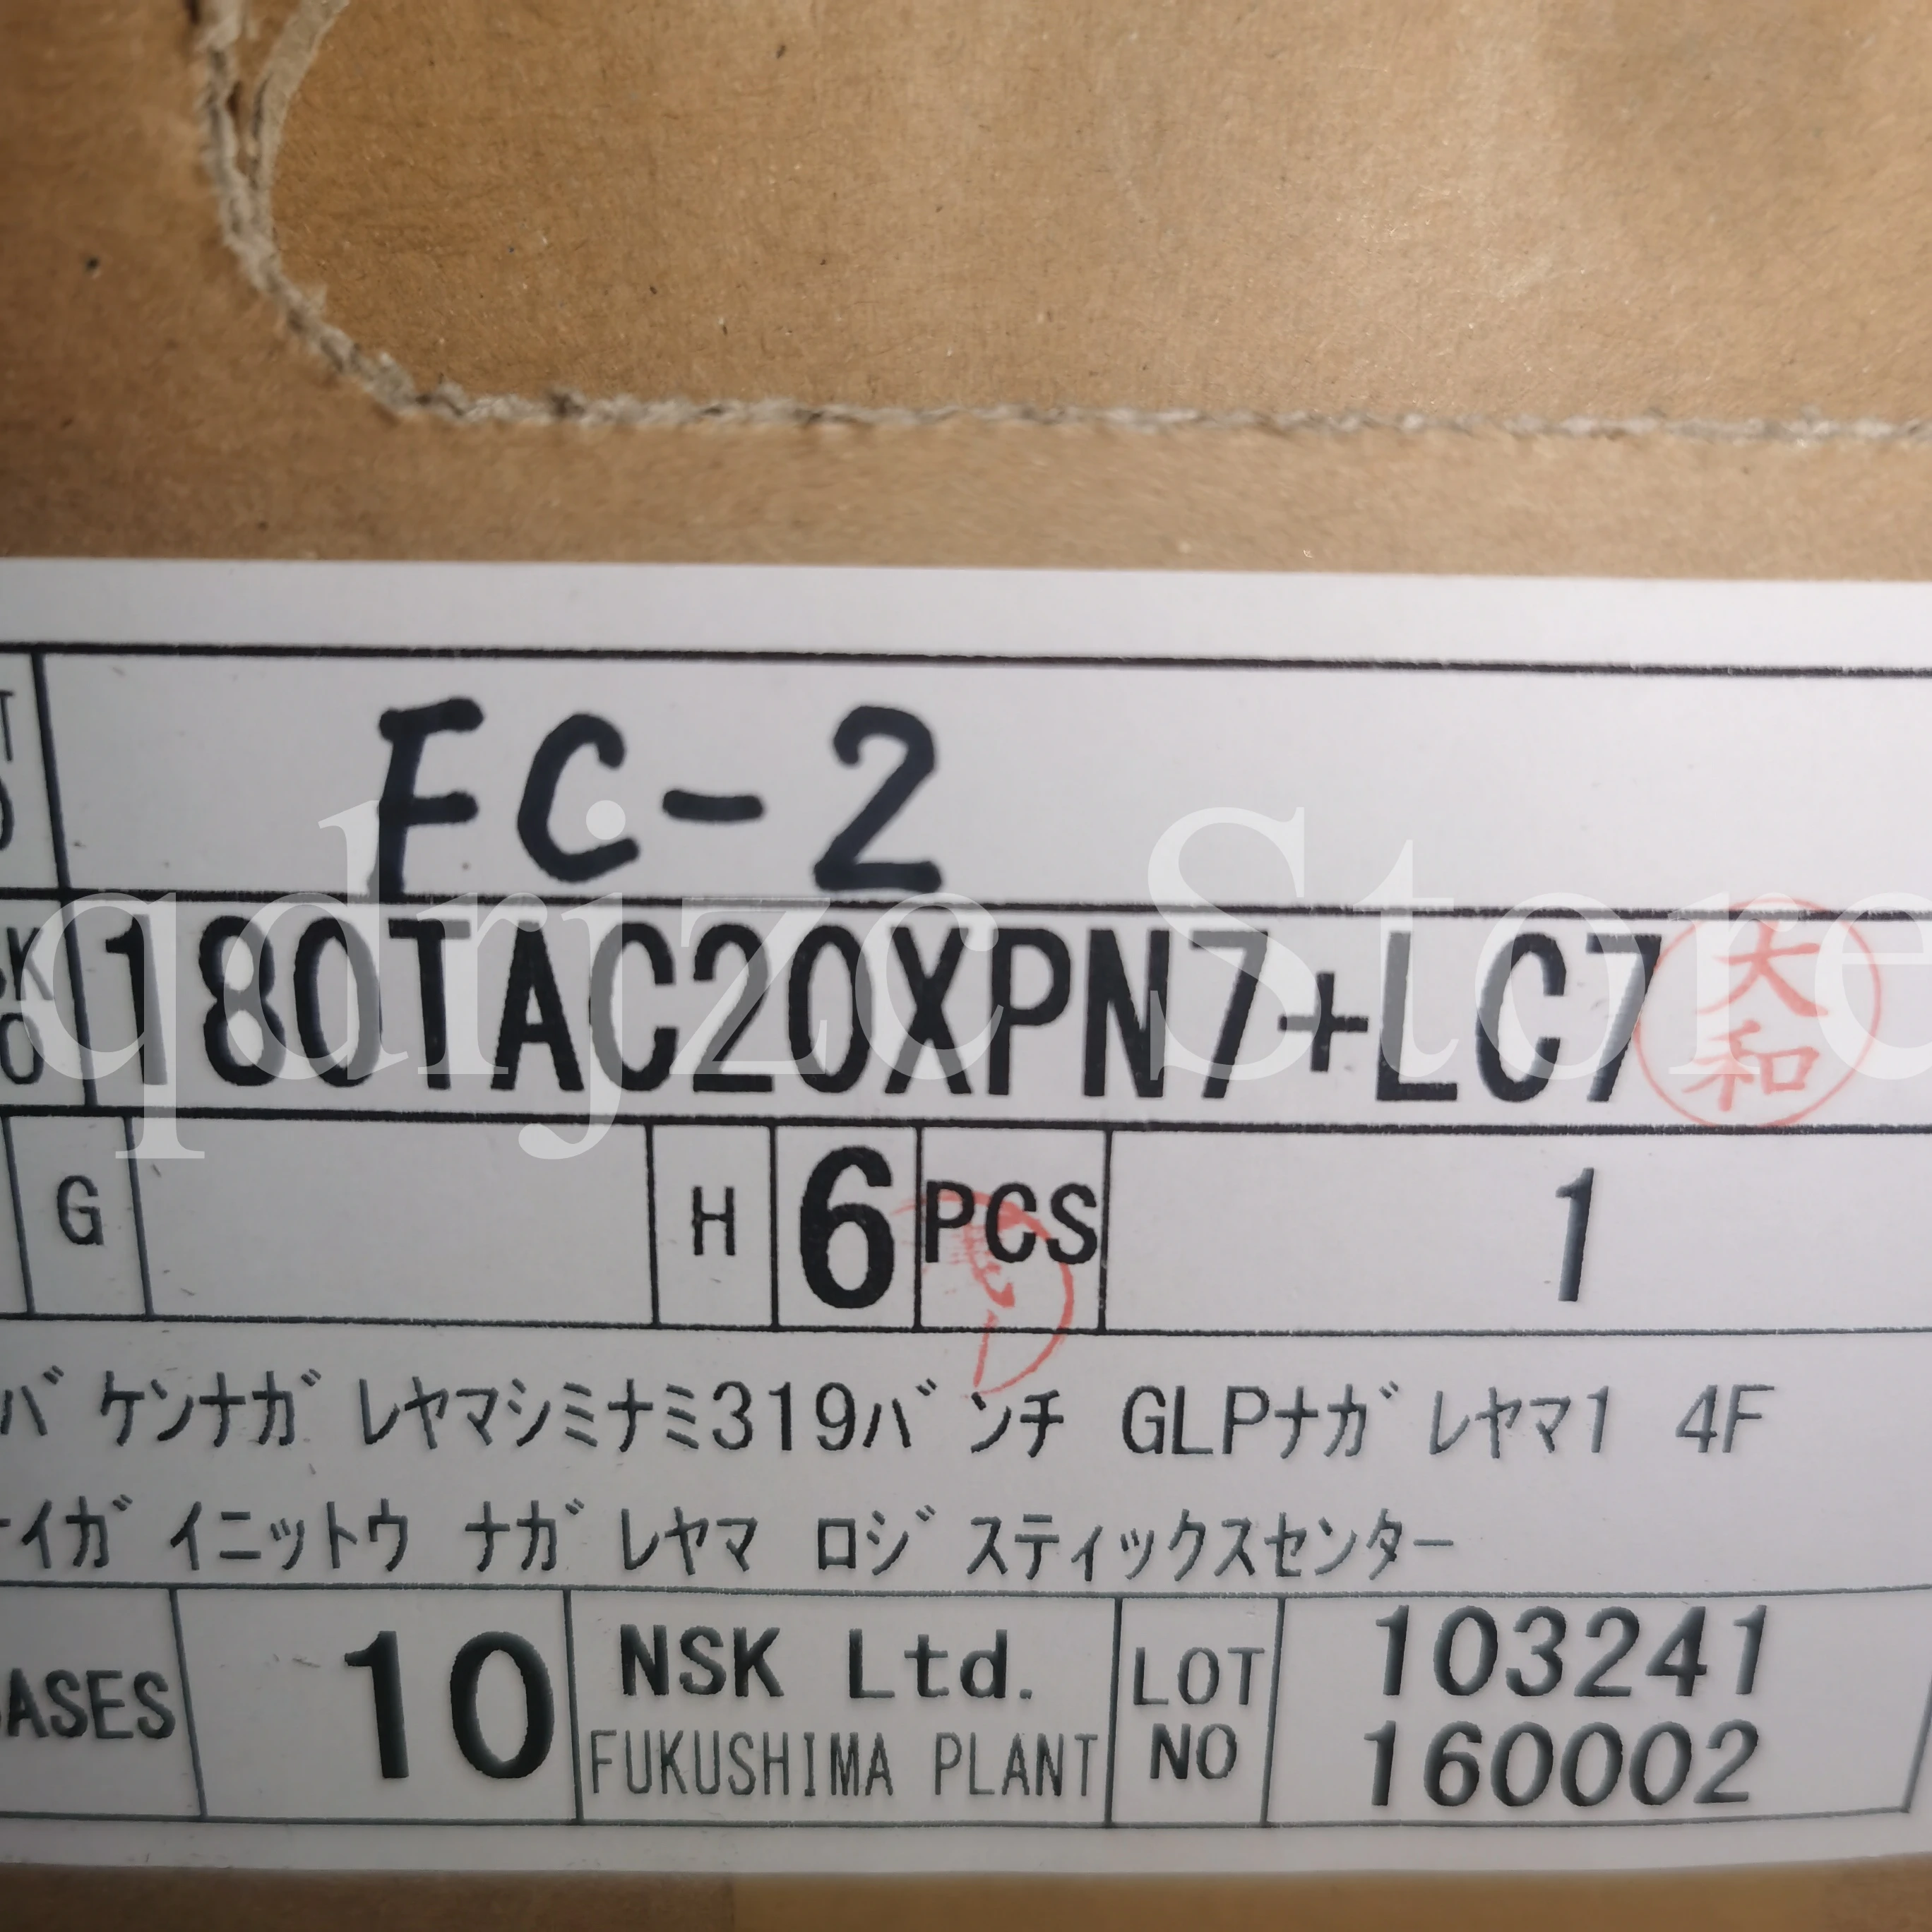 FC-2
180TAC20XPN7+LC7
大和
G H 6 PCS 1
バケンナガレヤマシミナミ319バンチ GLPナガレヤマ1 4F
イガイニットウ ナガレヤマ ロジスティックスセンター
ASES 10 NSK Ltd. LOT 103241
FUKUSHIMA PLANT NO 160002
qdrjzc Store